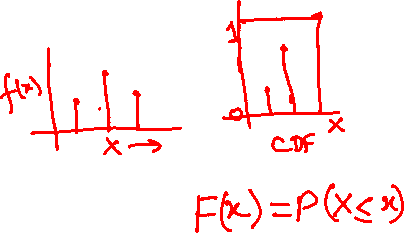 f(x)
X →
1
0
X
CDF
F(x) = P(X ≤ x)